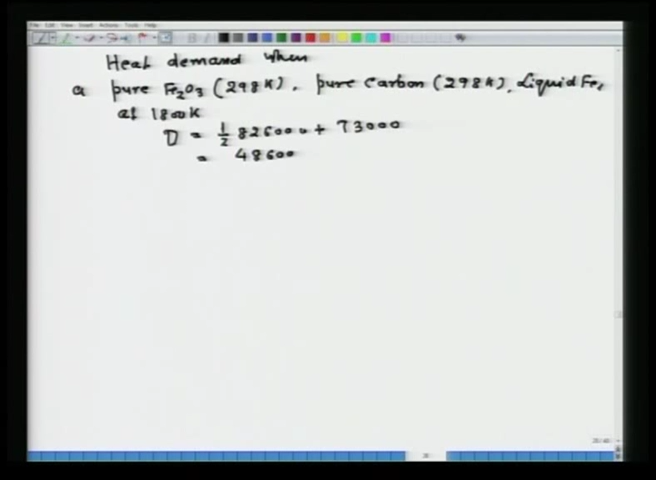 Heat demand when
a pure Fe2O3 (298K), pure carbon (298K), Liquid Fe,
at 1800K
D = 1/2 826000 + 73000
= 48600